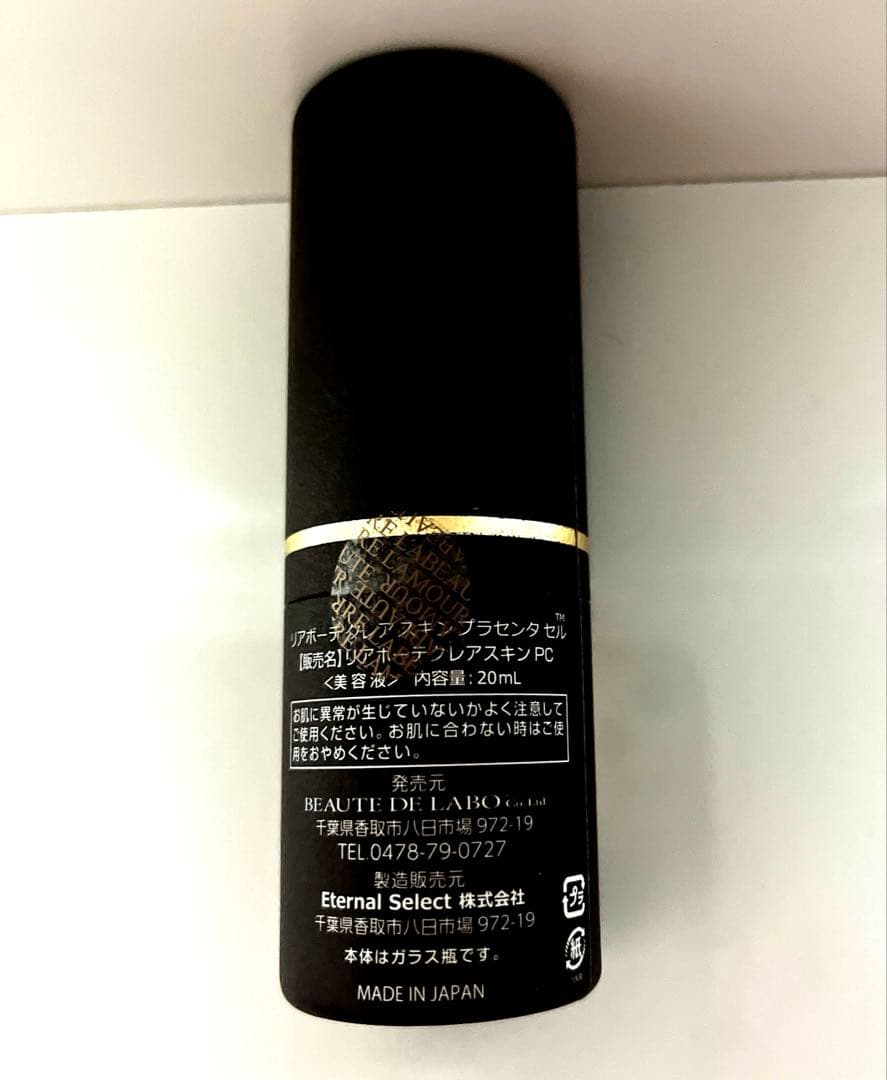 リアボーテ クレアスキン プラセンタ セル™
【販売名】リアボーテクレアスキン PC
<美容液> 内容量:20mL
お肌に異常が生じていないかよく注意して
ご使用ください。お肌に合わない時はご使
用をおやめください。
発売元
BEAUTE DE LABO Co. Ltd
千葉県香取市八日市場 972-19
TEL.0478-79-0727
製造販売元
Eternal Select 株式会社
千葉県香取市八日市場 972-19
本体はガラス瓶です。
MADE IN JAPAN
プラ
紙